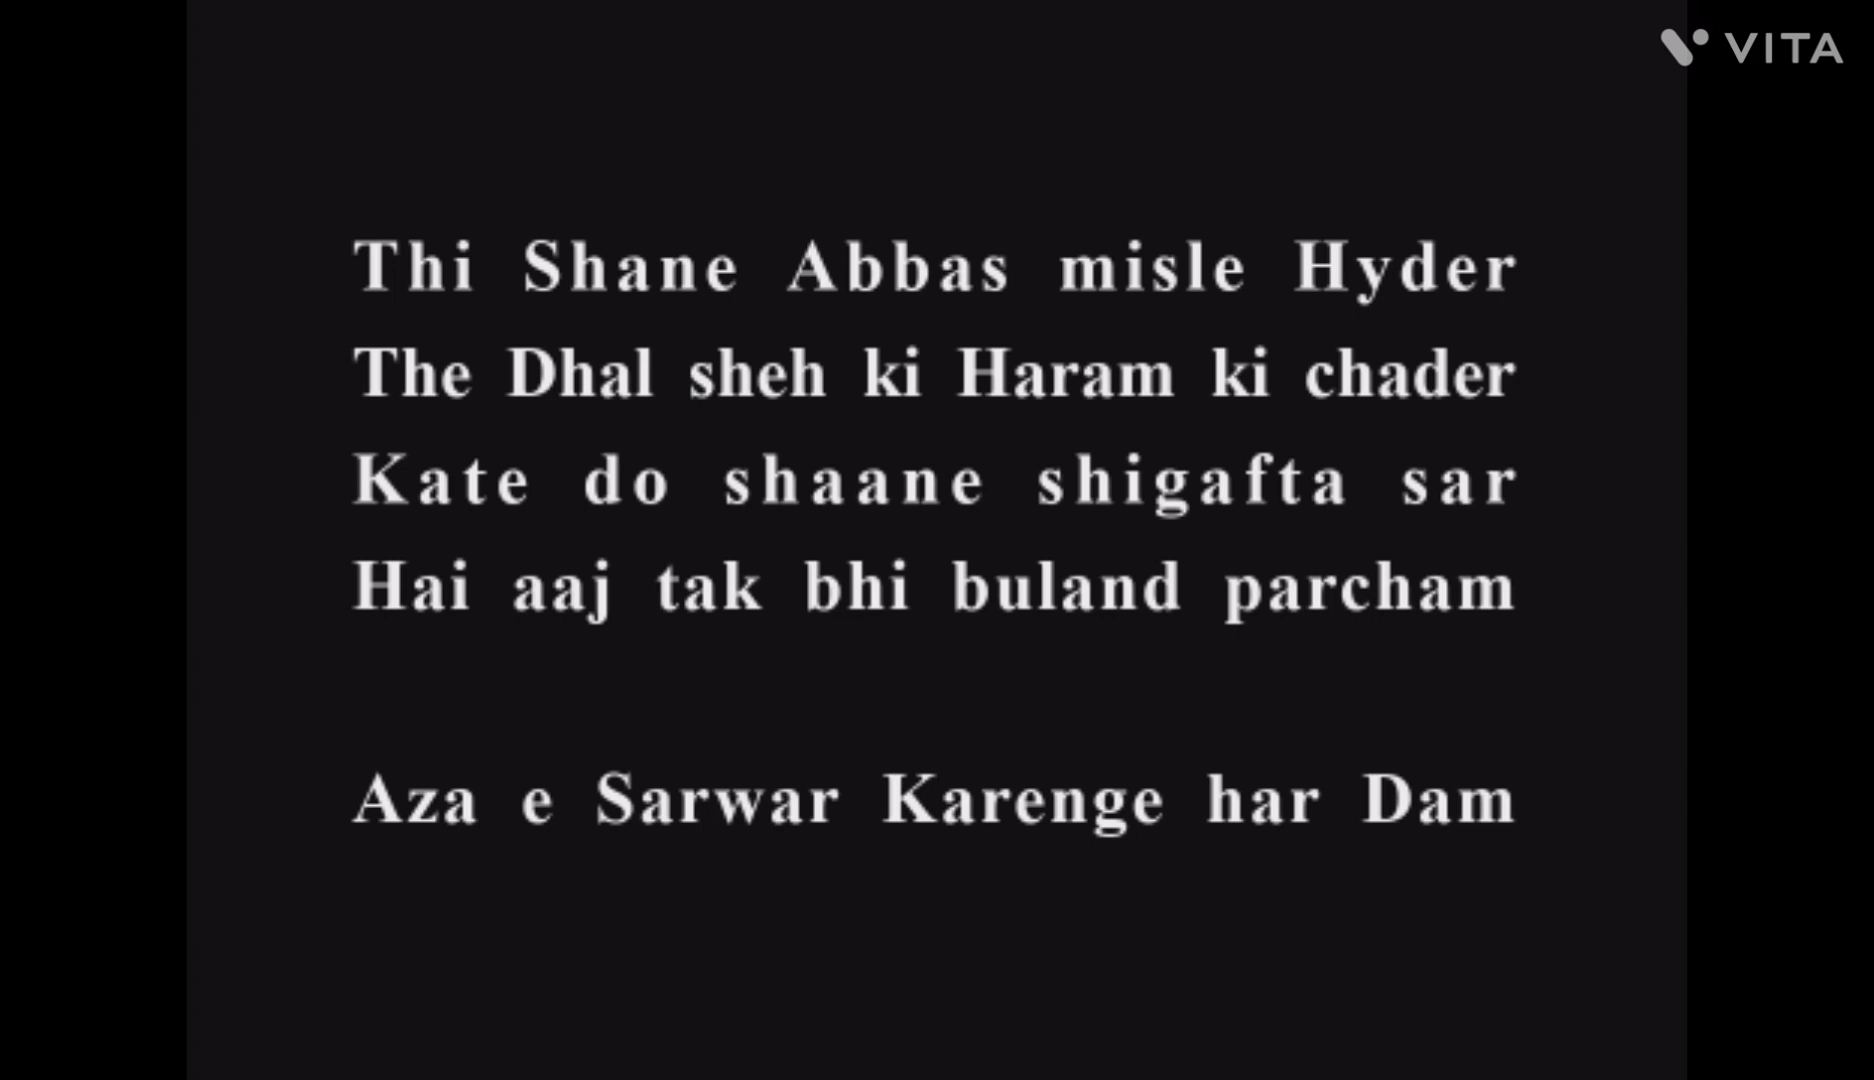 VITA
Thi Shane Abbas misle Hyder
The Dhal sheh ki Haram ki chader
Kate do shaane shigafta sar
Hai aaj tak bhi buland parcham
Aza e Sarwar Karenge har Dam